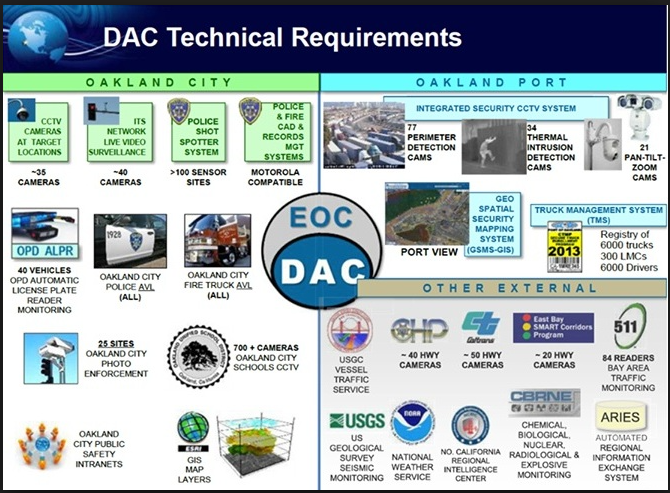 DAC Technical Requirements
OAKLAND CITY
CCTV
CAMERAS
AT TARGET
LOCATIONS
~35
CAMERAS
ITS
NETWORK
LIVE VIDEO
SURVEILLANCE
~40
CAMERAS
POLICE
SHOT
SPOTTER
SYSTEM
>100 SENSOR
SITES
POLICE
& FIRE
CAD &
RECORDS
MGT
SYSTEMS
MOTOROLA
COMPATIBLE
OPD ALPR
40 VEHICLES
OPD AUTOMATIC
LICENSE PLATE
READER
MONITORING
1928
OAKLAND CITY
POLICE AVL
(ALL)
OAKLAND CITY
FIRE TRUCK AVL
(ALL)
25 SITES
OAKLAND CITY
PHOTO
ENFORCEMENT
OAKLAND UNIFIED SCHOOL DISTRICT
Oakland, California
700 + CAMERAS
OAKLAND CITY
SCHOOLS CCTV
OAKLAND
CITY PUBLIC
SAFETY
INTRANETS
ESRI
GIS
MAP
LAYERS
EOC
DAC
OAKLAND PORT
INTEGRATED SECURITY CCTV SYSTEM
77
PERIMETER
DETECTION
CAMS
34
THERMAL
INTRUSION
DETECTION
CAMS
21
PAN-TILT-
ZOOM
CAMS
PORT VIEW
GEO
SPATIAL
SECURITY
MAPPING
SYSTEM
(GSMS-GIS)
TRUCK MANAGEMENT SYSTEM
(TMS)
2013
Registry of
6000 trucks
300 LMCs
6000 Drivers
OTHER EXTERNAL
USGC
VESSEL
TRAFFIC
SERVICE
CHP
~ 40 HWY
CAMERAS
Caltrans
~ 50 HWY
CAMERAS
East Bay
SMART Corridors
Program
~ 20 HWY
CAMERAS
511
84 READERS
BAY AREA
TRAFFIC
MONITORING
USGS
US
GEOLOGICAL
SURVEY
SEISMIC
MONITORING
NOAA
NATIONAL
WEATHER
SERVICE
NO. CALIFORNIA
REGIONAL
INTELLIGENCE
CENTER
CBRNE
CHEMICAL,
BIOLOGICAL,
NUCLEAR,
RADIOLOGICAL &
EXPLOSIVE
MONITORING
ARIES
AUTOMATED
REGIONAL
INFORMATION
EXCHANGE
SYSTEM